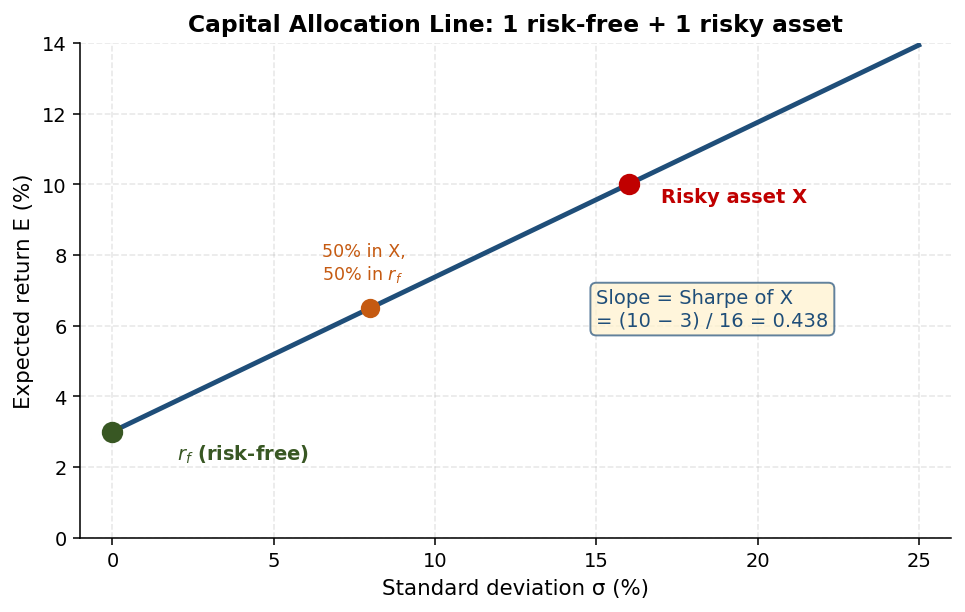 Capital Allocation Line: 1 risk-free + 1 risky asset
Expected return E (%)
14
12
10
8
6
4
2
0
Risky asset X
50% in X,
50% in r_f
Slope = Sharpe of X
= (10 − 3) / 16 = 0.438
r_f (risk-free)
0 5 10 15 20 25
Standard deviation σ (%)